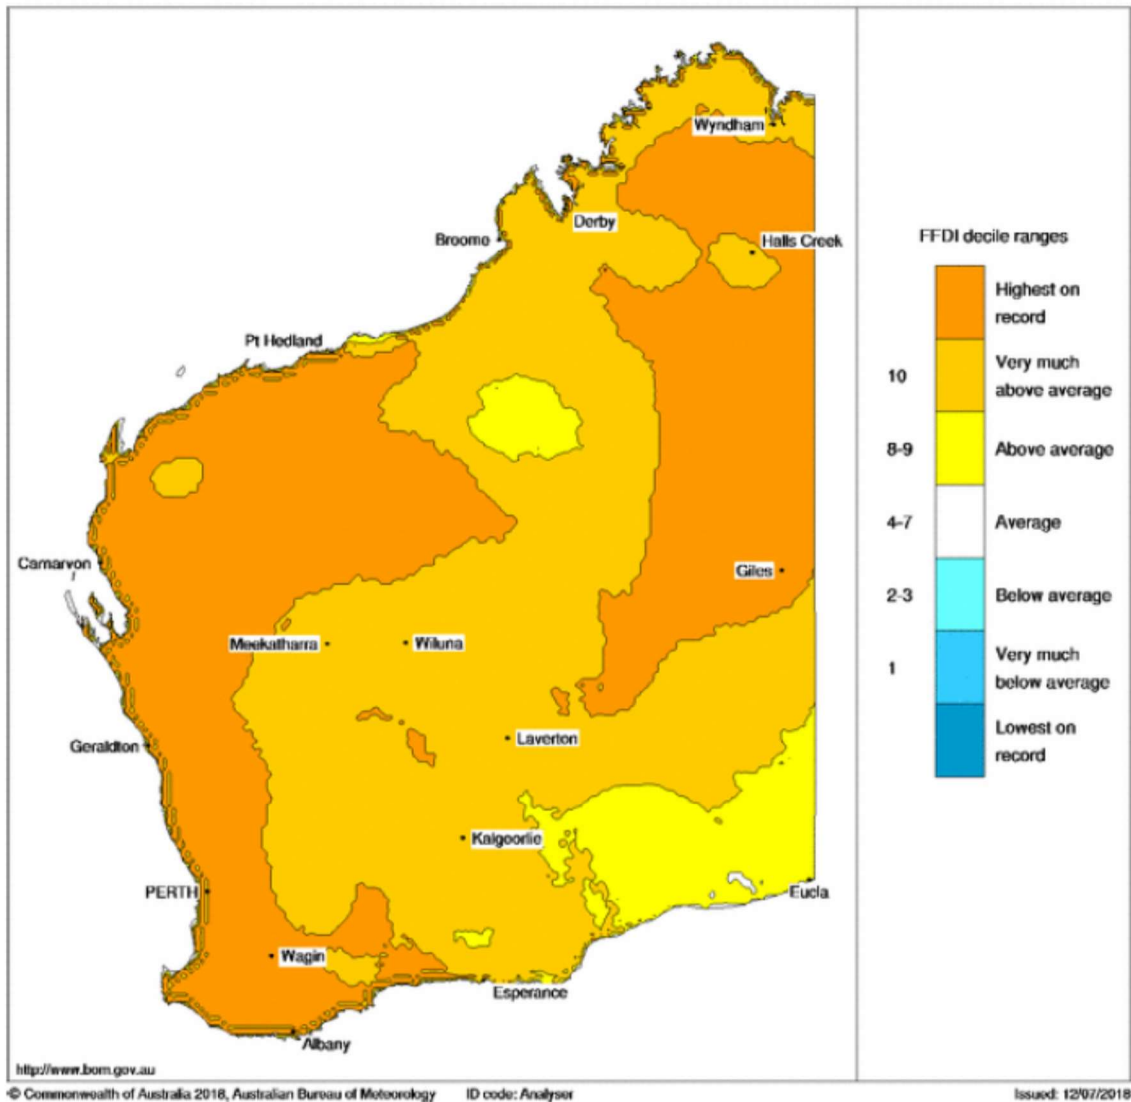 Wyndham
Derby
Broome
Halls Creek
Pt Hedland
Carnarvon
Giles
Meekatharra
Wiluna
Laverton
Geraldton
Kalgoorlie
PERTH
Eucla
Wagin
Esperance
Albany
FFDI decile ranges
Highest on
record
10
Very much
above average
8-9
Above average
4-7
Average
2-3
Below average
1
Very much
below average
Lowest on
record
http://www.bom.gov.au
© Commonwealth of Australia 2018, Australian Bureau of Meteorology ID code: Analyser Issued: 12/07/2018